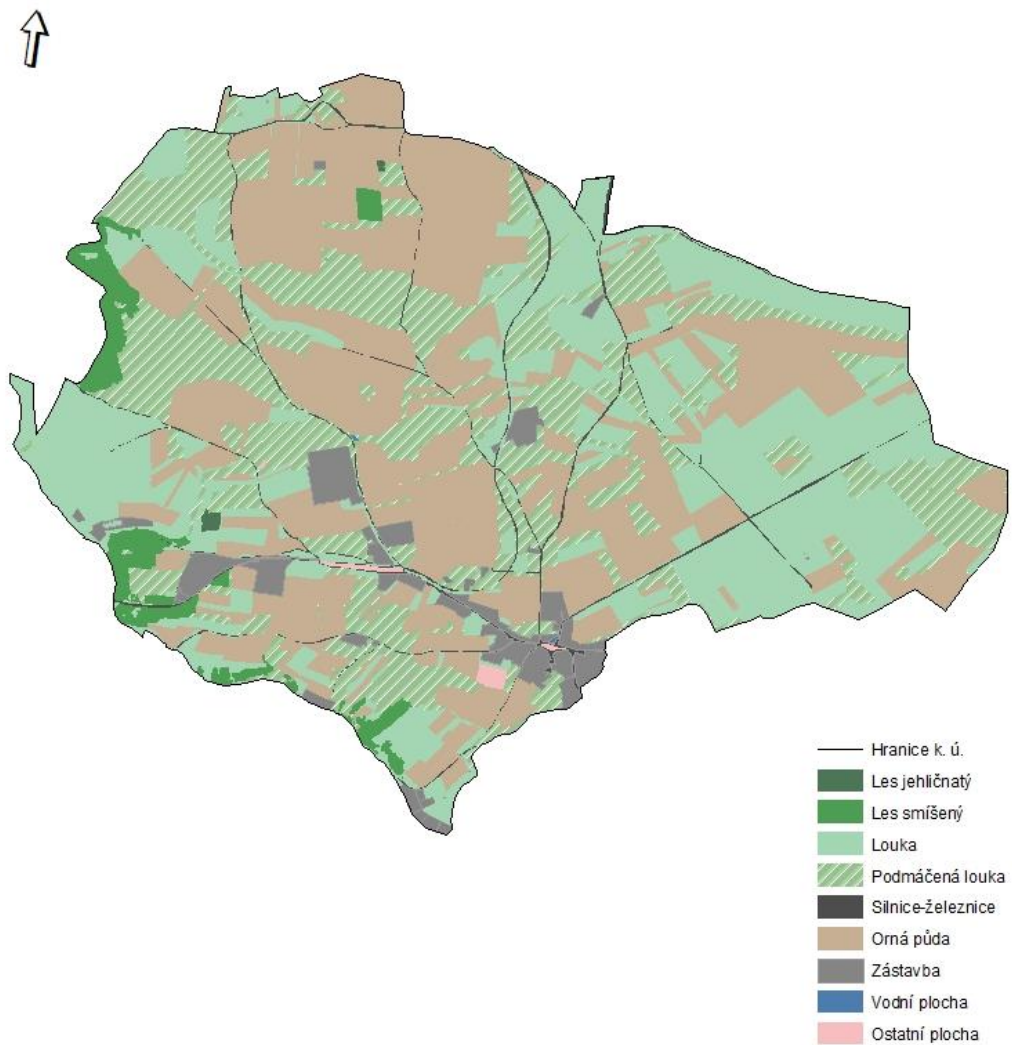 Hranice k. ú.
Les jehličnatý
Les smíšený
Louka
Podmáčená louka
Silnice-železnice
Orná půda
Zástavba
Vodní plocha
Ostatní plocha